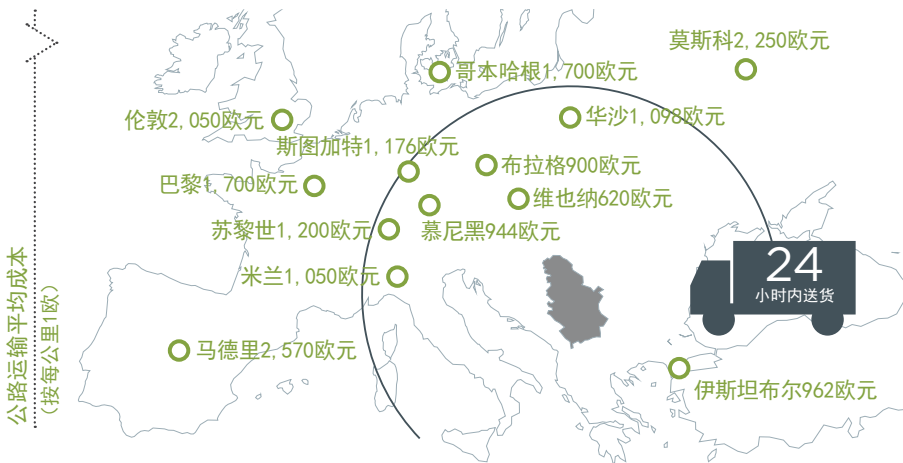 莫斯科2,250欧元
哥本哈根1,700欧元
华沙1,098欧元
伦敦2,050欧元
斯图加特1,176欧元
布拉格900欧元
巴黎1,700欧元
维也纳620欧元
苏黎世1,200欧元
慕尼黑944欧元
米兰1,050欧元
24
小时内送货
马德里2,570欧元
伊斯坦布尔962欧元
公路运输平均成本
(按每公里1欧)